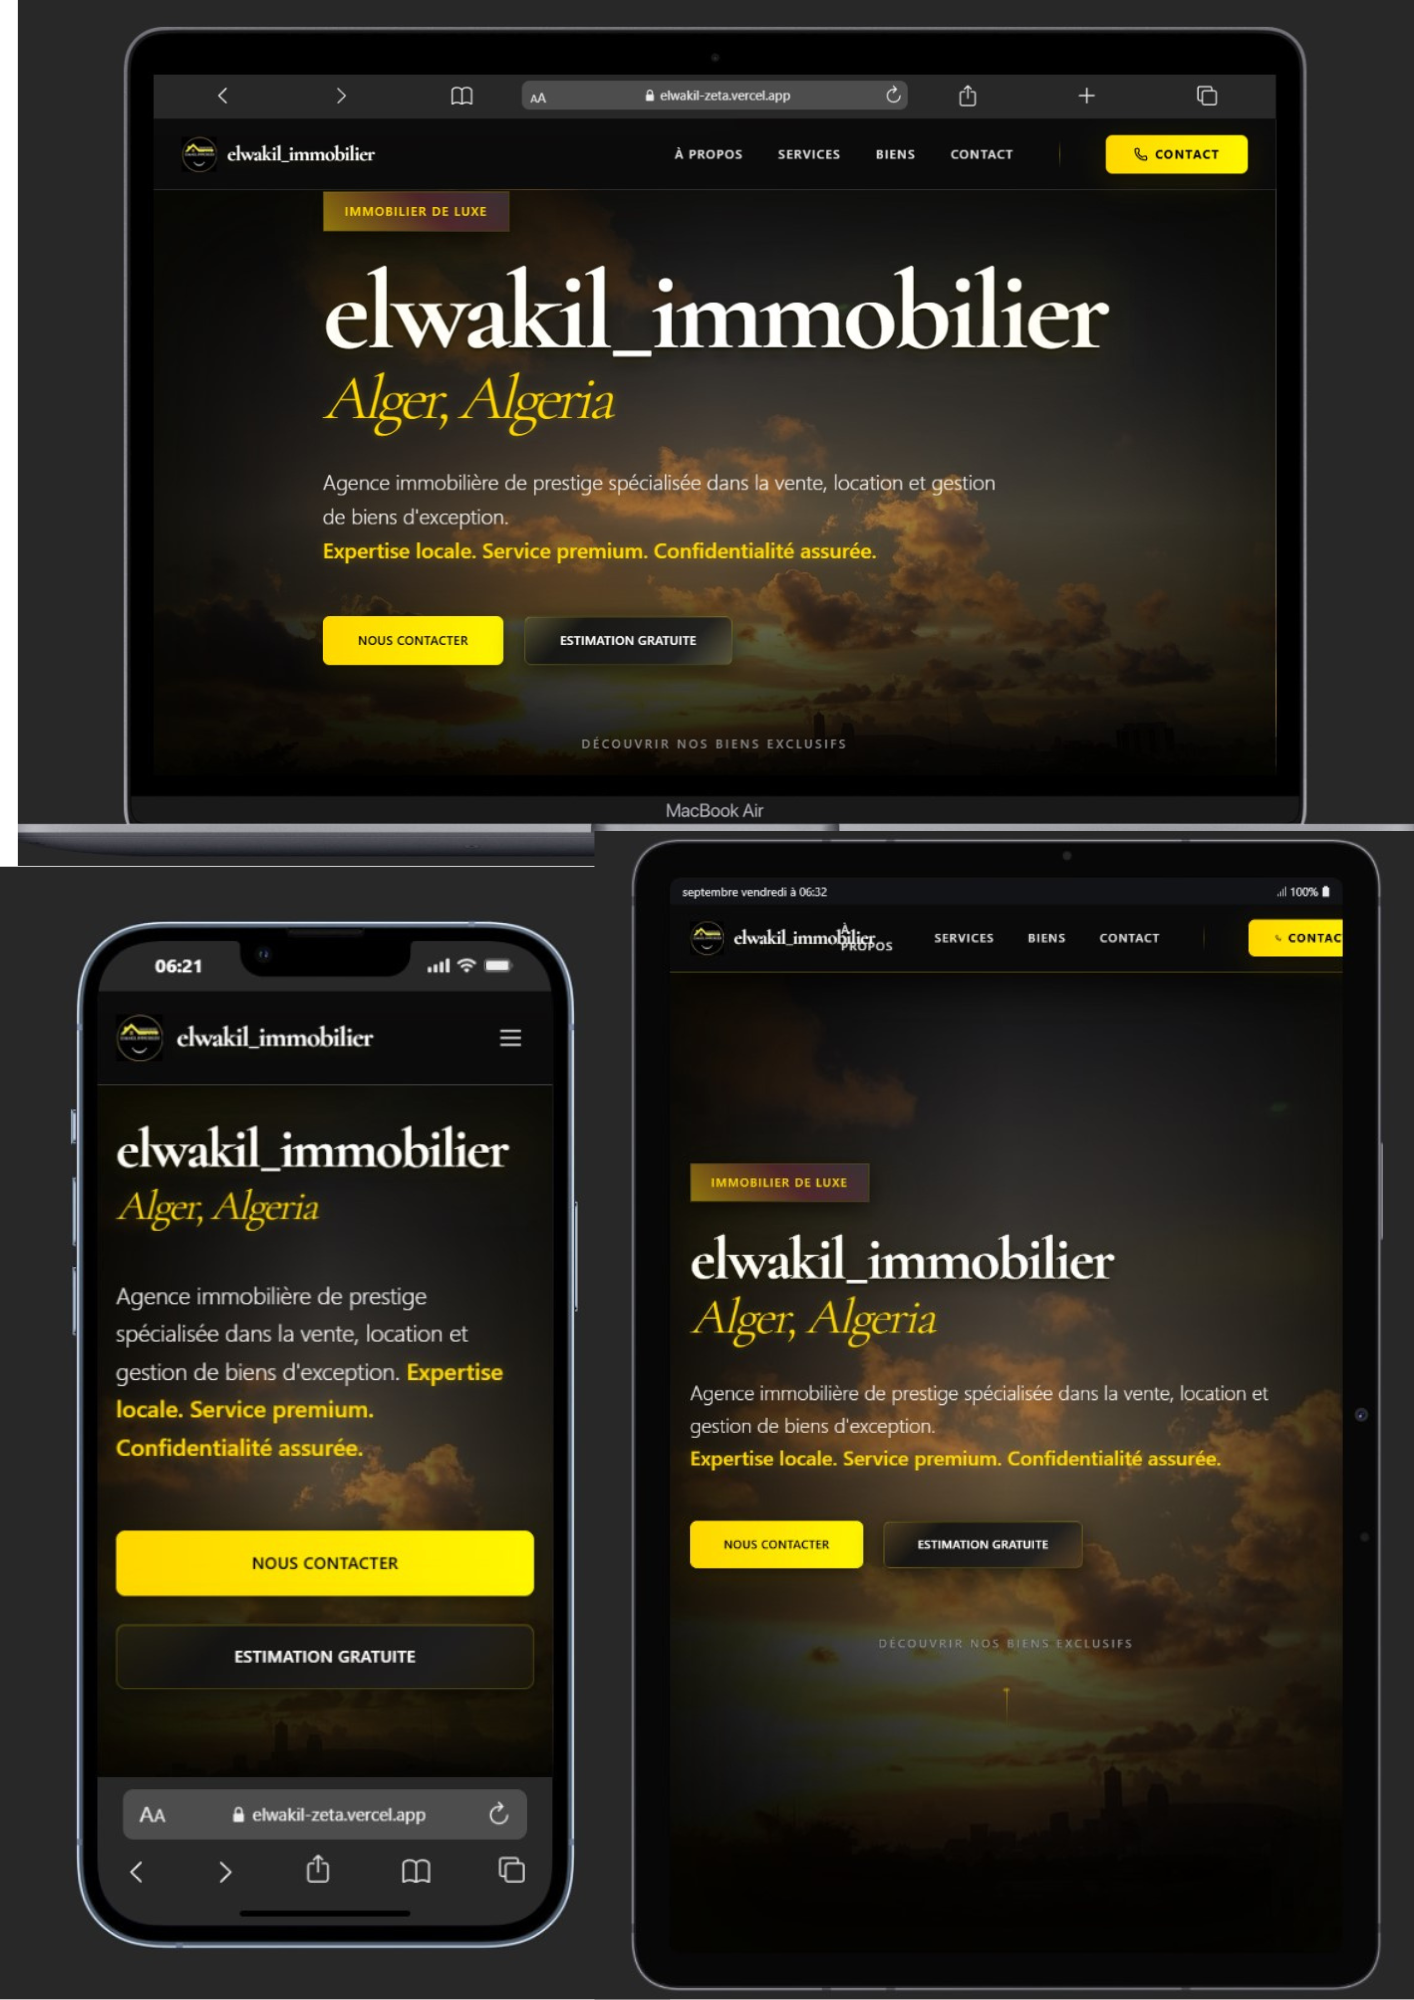 AA
elwakil-zeta.vercel.app
elwakil_immobilier
À PROPOS
SERVICES
BIENS
CONTACT
CONTACT
IMMOBILIER DE LUXE
elwakil_immobilier
Alger, Algeria
Agence immobilière de prestige spécialisée dans la vente, location et gestion
de biens d'exception.
Expertise locale. Service premium. Confidentialité assurée.
NOUS CONTACTER
ESTIMATION GRATUITE
DÉCOUVRIR NOS BIENS EXCLUSIFS
MacBook Air
06:21
elwakil_immobilier
elwakil_immobilier
Alger, Algeria
Agence immobilière de prestige
spécialisée dans la vente, location et
gestion de biens d'exception. Expertise
locale. Service premium.
Confidentialité assurée.
NOUS CONTACTER
ESTIMATION GRATUITE
AA
elwakil-zeta.vercel.app
septembre vendredi à 06:32
100%
elwakil_immobilier
À
PROPOS
SERVICES
BIENS
CONTACT
CONTAC
IMMOBILIER DE LUXE
elwakil_immobilier
Alger, Algeria
Agence immobilière de prestige spécialisée dans la vente, location et
gestion de biens d'exception.
Expertise locale. Service premium. Confidentialité assurée.
NOUS CONTACTER
ESTIMATION GRATUITE
DÉCOUVRIR NOS BIENS EXCLUSIFS